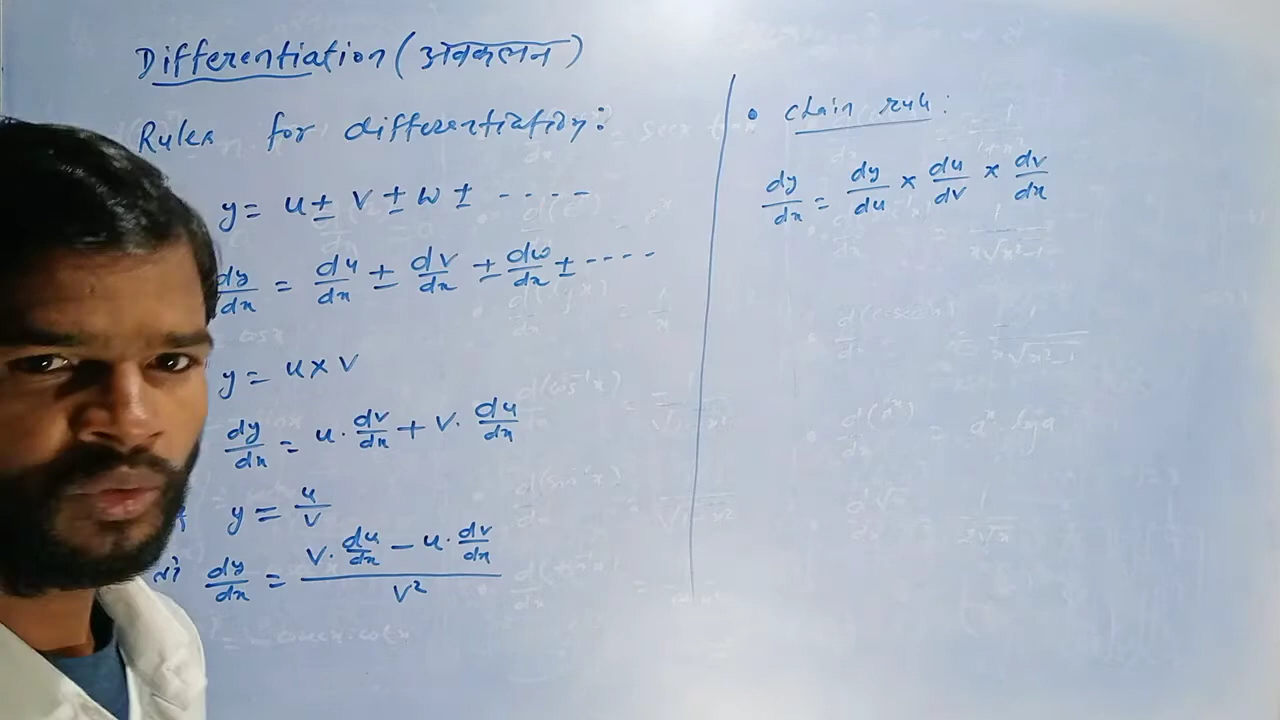 Differentiation (अवकलन)
Rules for differentiation:
y = u ± v ± w ± - - - -
dy/dx = du/dx ± dv/dx ± dw/dx ± - - - -
y = u × v
dy/dx = u · dv/dx + v · du/dx
y = u/v
dy/dx = (v · du/dx − u · dv/dx) / v²
• chain rule:
dy/dx = dy/du × du/dv × dv/dx